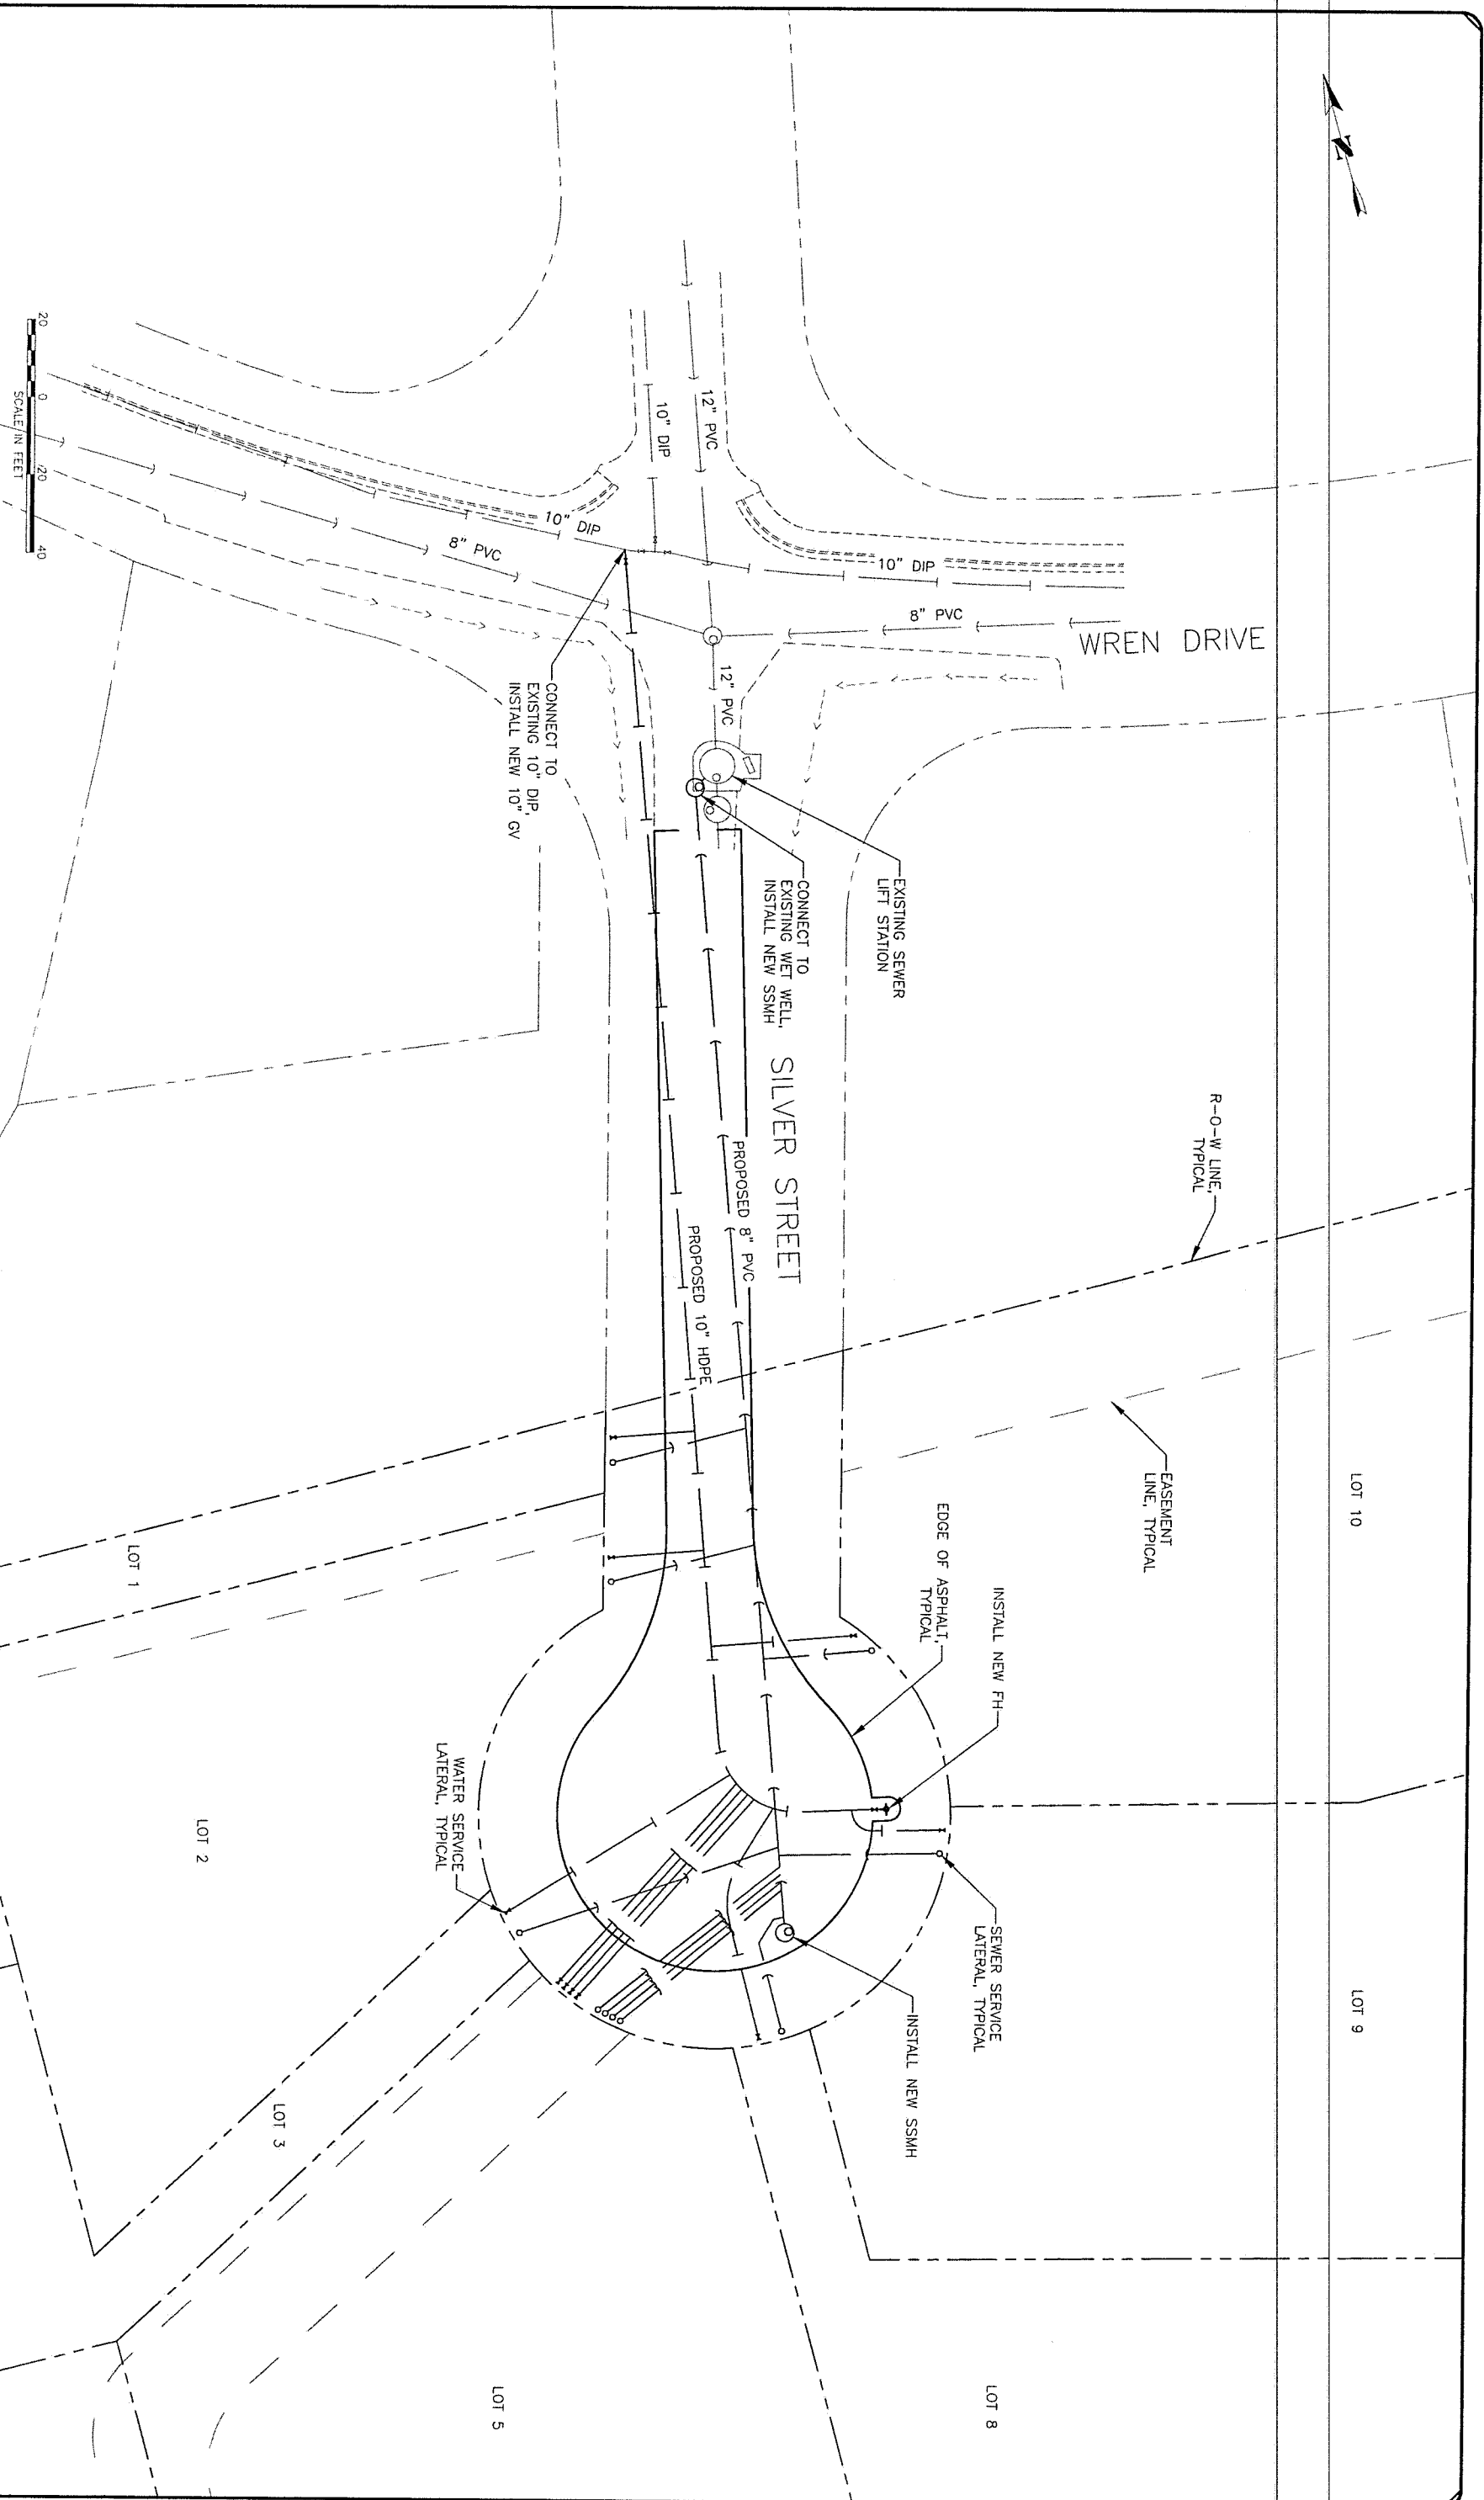 N
WREN DRIVE
12" PVC
10" DIP
10" DIP
8" PVC
10" DIP
8" PVC
12" PVC
20
0
20
40
SCALE IN FEET
CONNECT TO
EXISTING 10" DIP,
INSTALL NEW 10" GV
EXISTING SEWER
LIFT STATION
CONNECT TO
EXISTING WET WELL,
INSTALL NEW SSMH
SILVER STREET
PROPOSED 8" PVC
PROPOSED 10" HDPE
R-O-W LINE,
TYPICAL
EASEMENT
LINE, TYPICAL
LOT 10
EDGE OF ASPHALT,
TYPICAL
INSTALL NEW FH
LOT 1
WATER SERVICE
LATERAL, TYPICAL
LOT 2
SEWER SERVICE
LATERAL, TYPICAL
LOT 9
INSTALL NEW SSMH
LOT 3
LOT 5
LOT 8